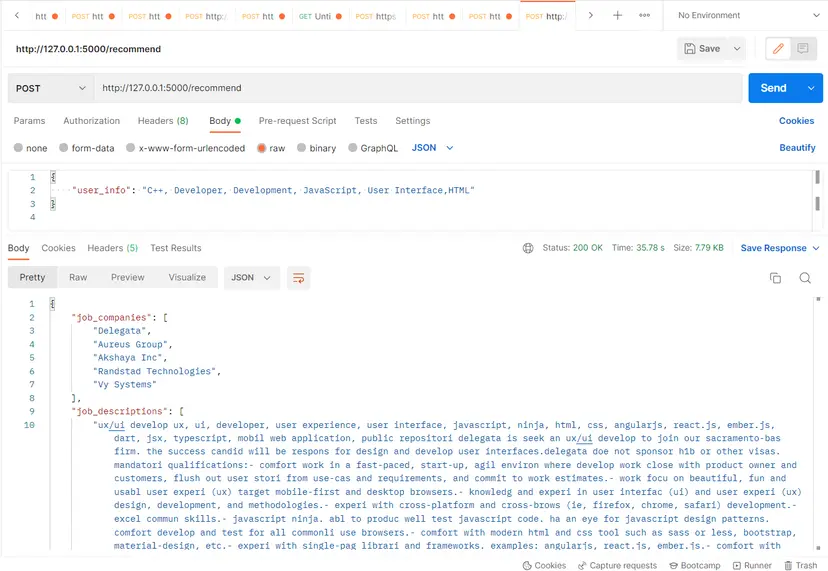 htt POST htt POST htt POST http:/ POST htt GET Unti POST https POST htt POST htt POST http:/ No Environment
http://127.0.0.1:5000/recommend Save
POST http://127.0.0.1:5000/recommend Send
Params Authorization Headers (8) Body Pre-request Script Tests Settings Cookies
none form-data x-www-form-urlencoded raw binary GraphQL JSON Beautify
1 {
2 "user_info": "C++, Developer, Development, JavaScript, User Interface,HTML"
3 }
4
Body Cookies Headers (5) Test Results Status: 200 OK Time: 35.78 s Size: 7.79 KB Save Response
Pretty Raw Preview Visualize JSON
1 {
2 "job_companies": [
3 "Delegata",
4 "Aureus Group",
5 "Akshaya Inc",
6 "Randstad Technologies",
7 "Vy Systems"
8 ],
9 "job_descriptions": [
10 "ux/ui develop ux, ui, developer, user experience, user interface, javascript, ninja, html, css, angularjs, react.js, ember.js,
dart, jsx, typescript, mobil web application, public repositori delegata is seek an ux/ui develop to join our sacramento-bas
firm. the success candid will be respons for design and develop user interfaces.delegata doe not sponsor h1b or other visas.
mandatori qualifications:- comfort work in a fast-paced, start-up, agil environ where develop work close with product owner and
customers, flush out user stori from use-cas and requirements, and commit to work estimates.- work focu on beautiful, fun and
usabl user experi (ux) target mobile-first and desktop browsers.- knowledg and experi in user interfac (ui) and user experi (ux)
design, development, and methodologies.- experi with cross-platform and cross-brows (ie, firefox, chrome, safari) development.-
excel commun skills.- javascript ninja. abl to produc well test javascript code. ha an eye for javascript design patterns.
comfort develop and test for all commonli use browsers.- comfort with modern html and css tool such as sass or less, bootstrap,
material-design, etc.- experi with single-pag librari and frameworks. examples: angularjs, react.js, ember.js.- comfort with
Cookies Capture requests Bootcamp Runner Trash